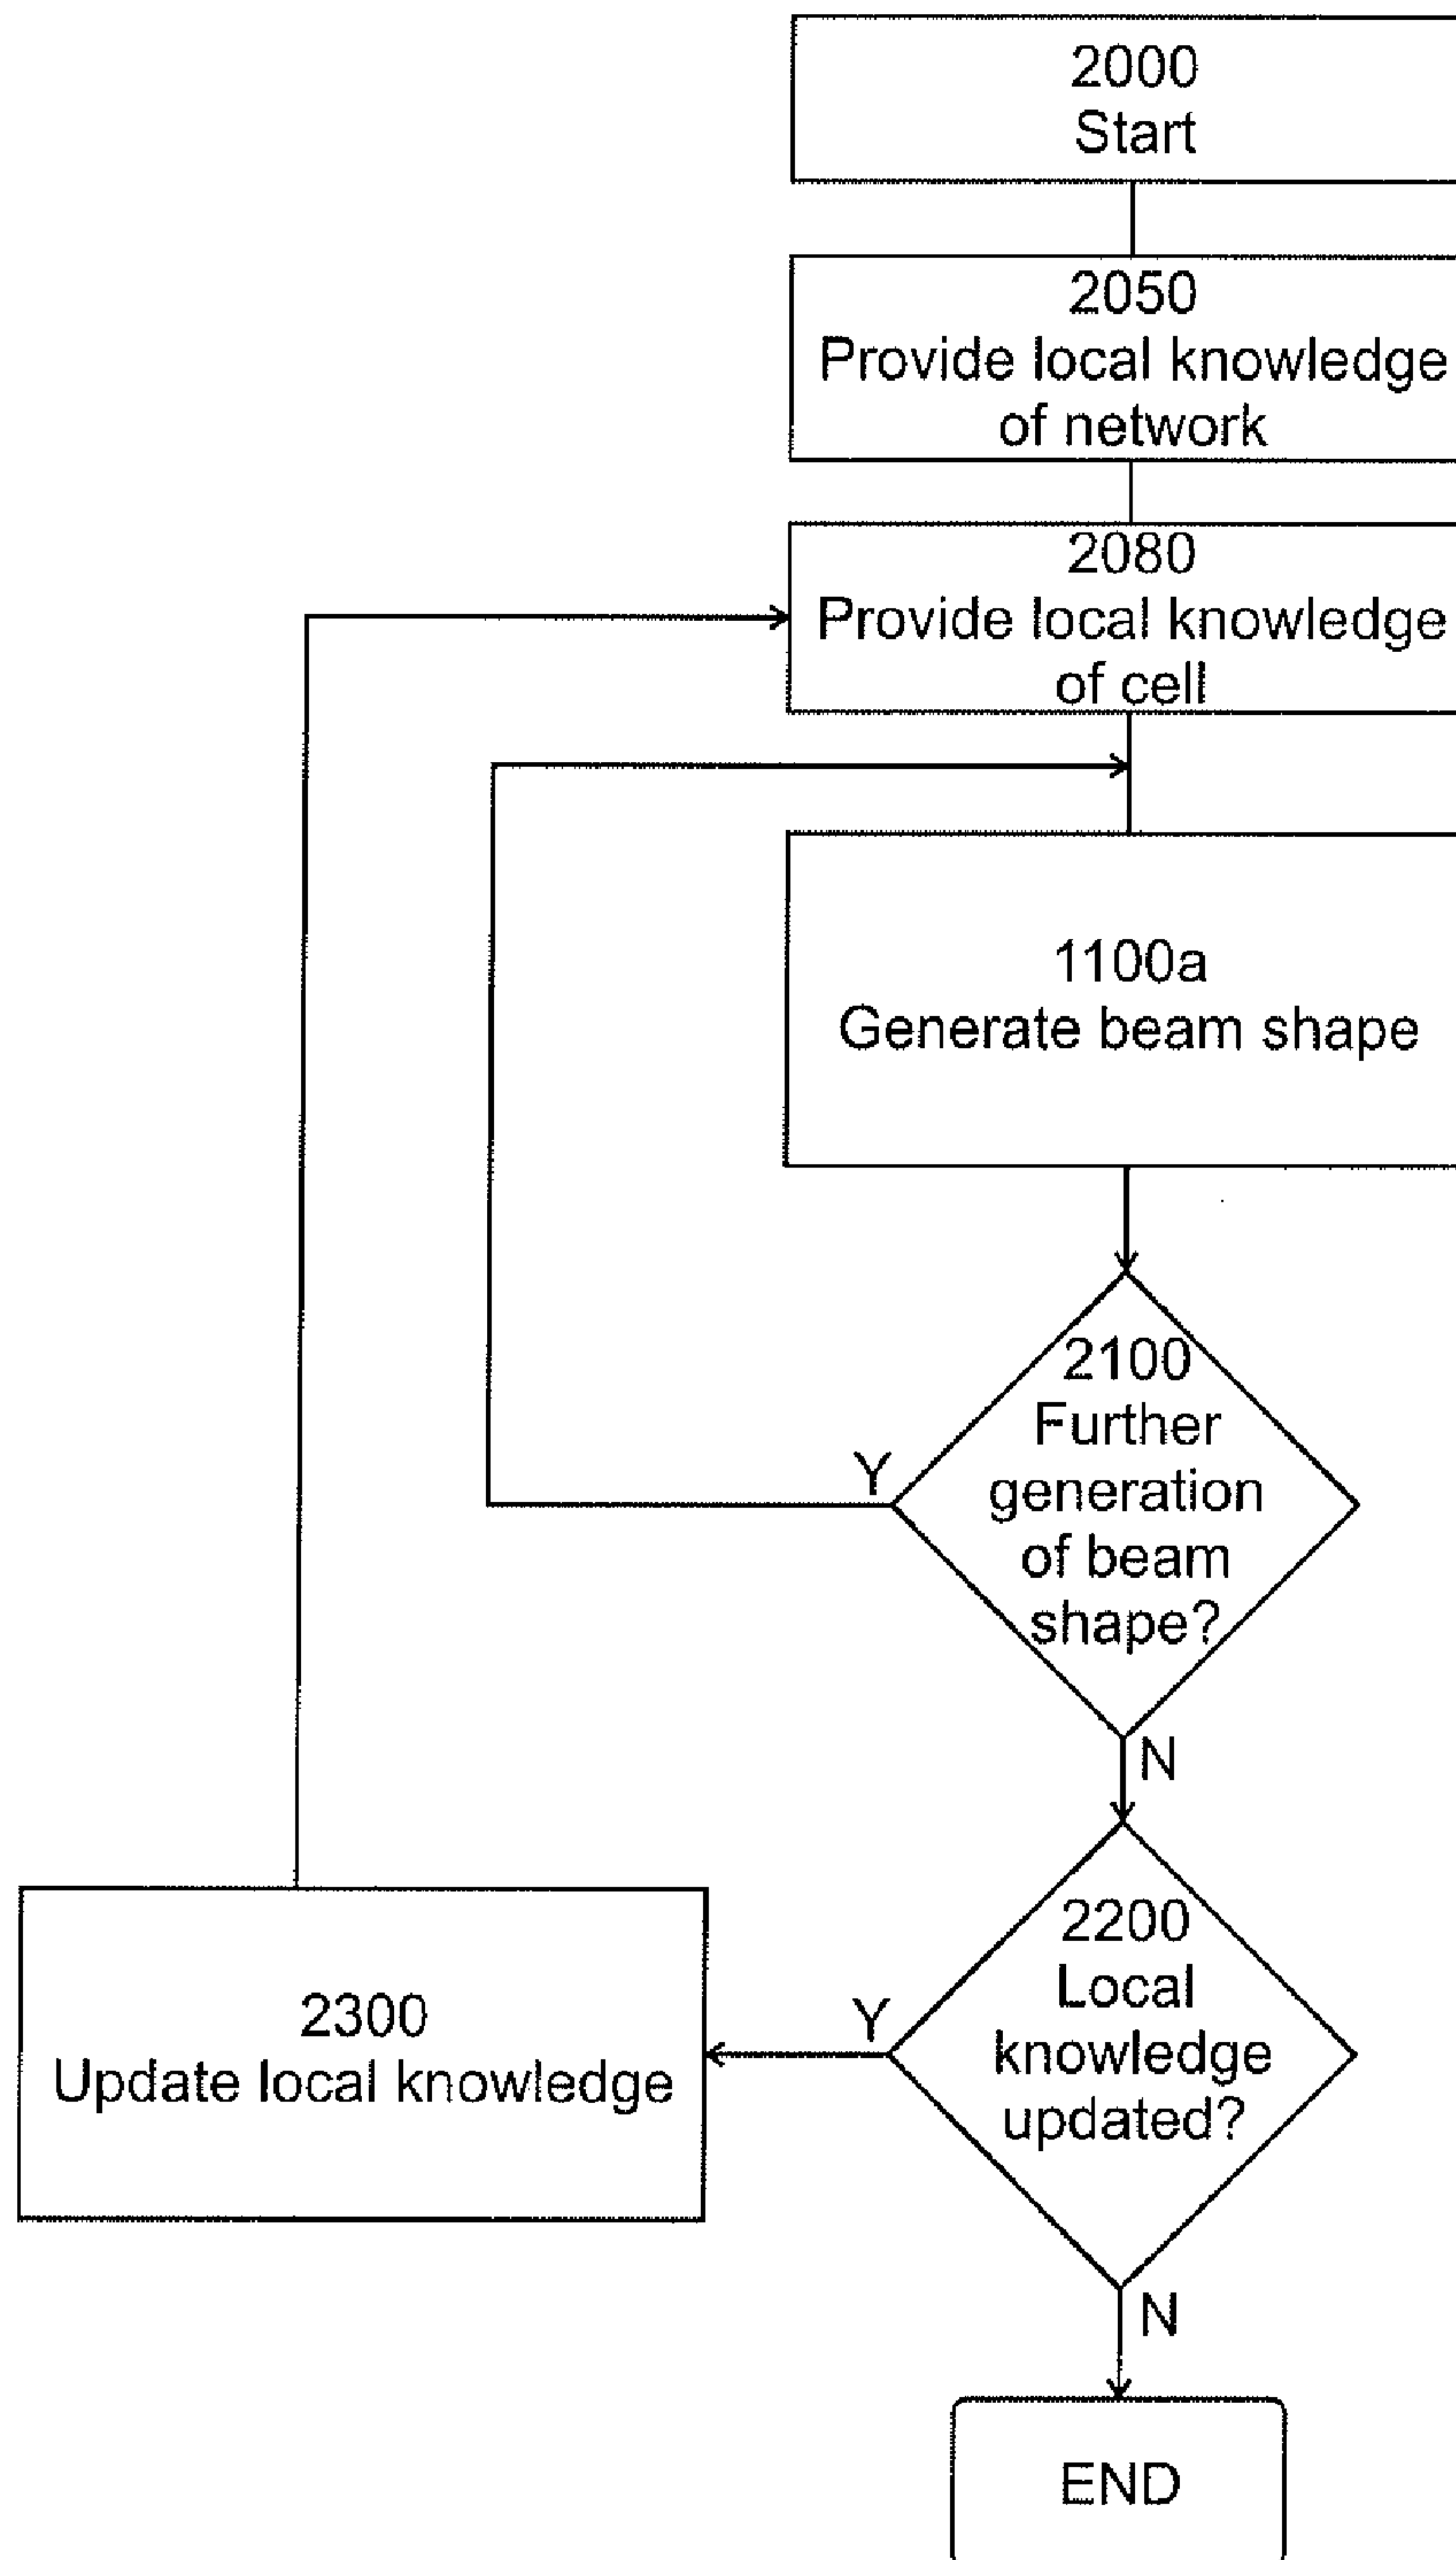 2000
Start
2050
Provide local knowledge
of network
2080
Provide local knowledge
of cell
1100a
Generate beam shape
2100
Further
generation
of beam
shape?
Y
N
2200
Local
knowledge
updated?
Y
N
2300
Update local knowledge
END